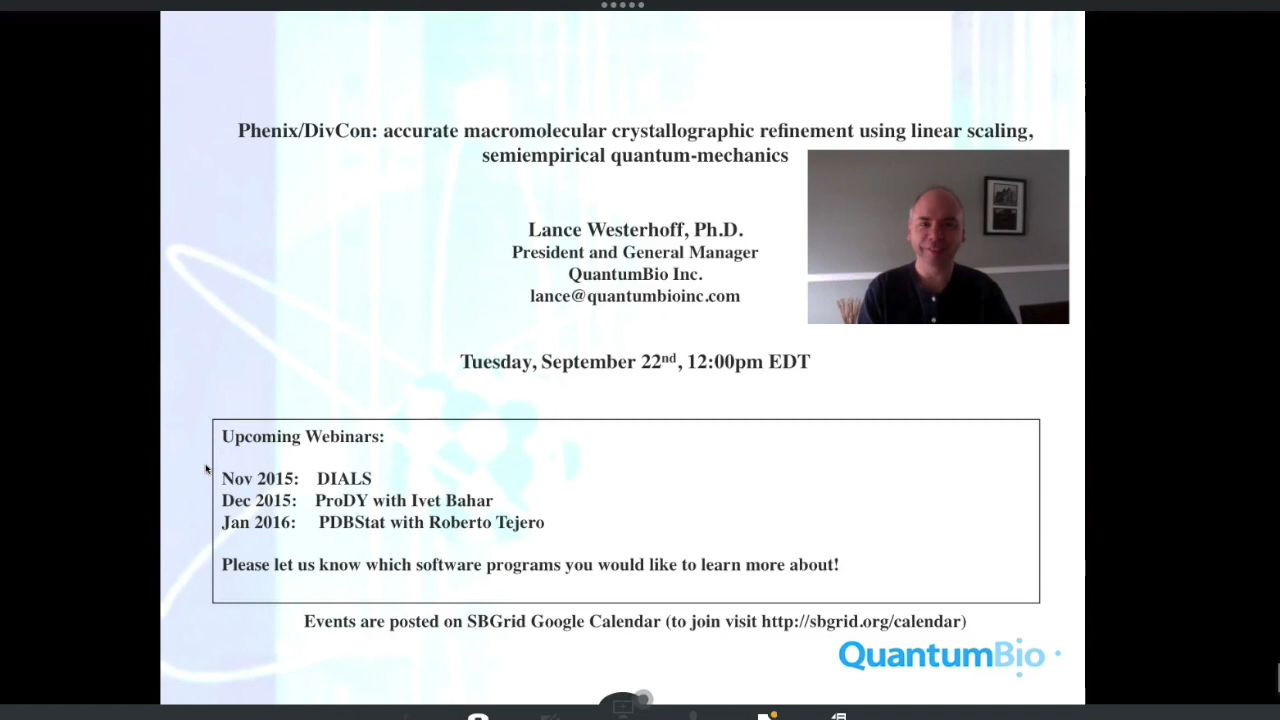 Phenix/DivCon: accurate macromolecular crystallographic refinement using linear scaling,
semiempirical quantum-mechanics
Lance Westerhoff, Ph.D.
President and General Manager
QuantumBio Inc.
lance@quantumbioinc.com
Tuesday, September 22nd, 12:00pm EDT
Upcoming Webinars:
Nov 2015: DIALS
Dec 2015: ProDY with Ivet Bahar
Jan 2016: PDBStat with Roberto Tejero
Please let us know which software programs you would like to learn more about!
Events are posted on SBGrid Google Calendar (to join visit http://sbgrid.org/calendar)
QuantumBio